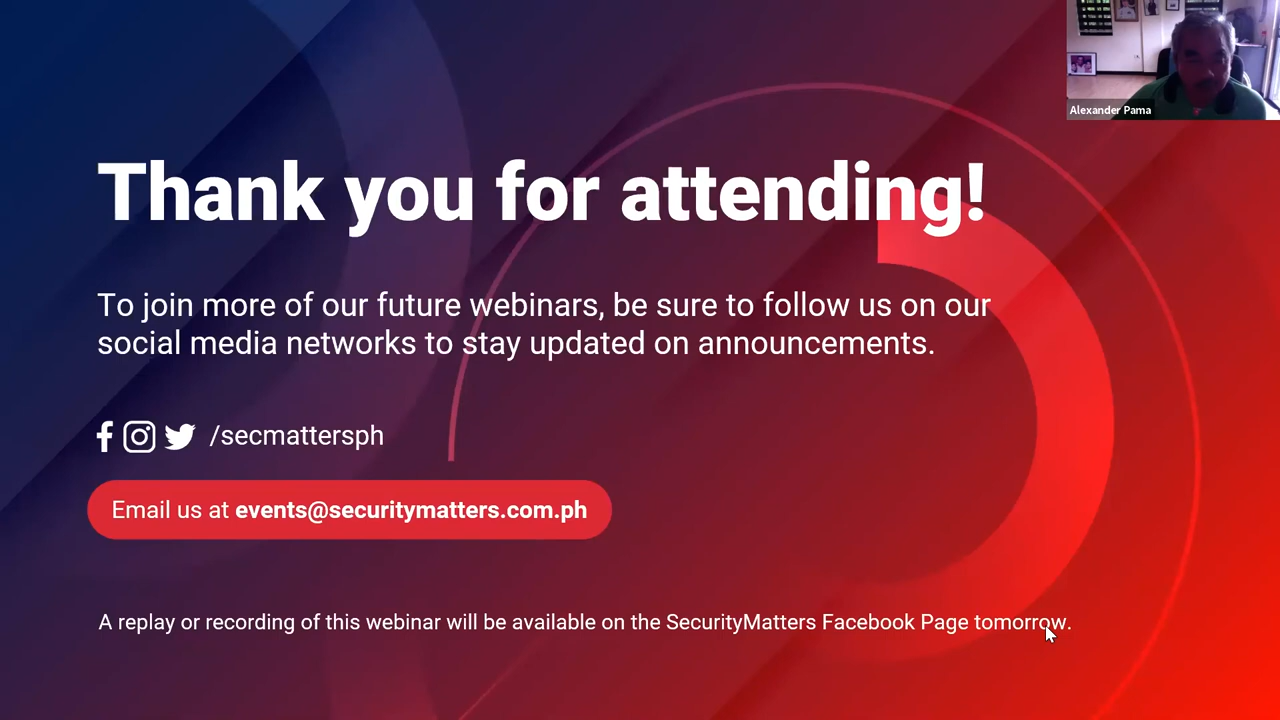 Alexander Pama
Thank you for attending!
To join more of our future webinars, be sure to follow us on our
social media networks to stay updated on announcements.
/secmattersph
Email us at events@securitymatters.com.ph
A replay or recording of this webinar will be available on the SecurityMatters Facebook Page tomorrow.